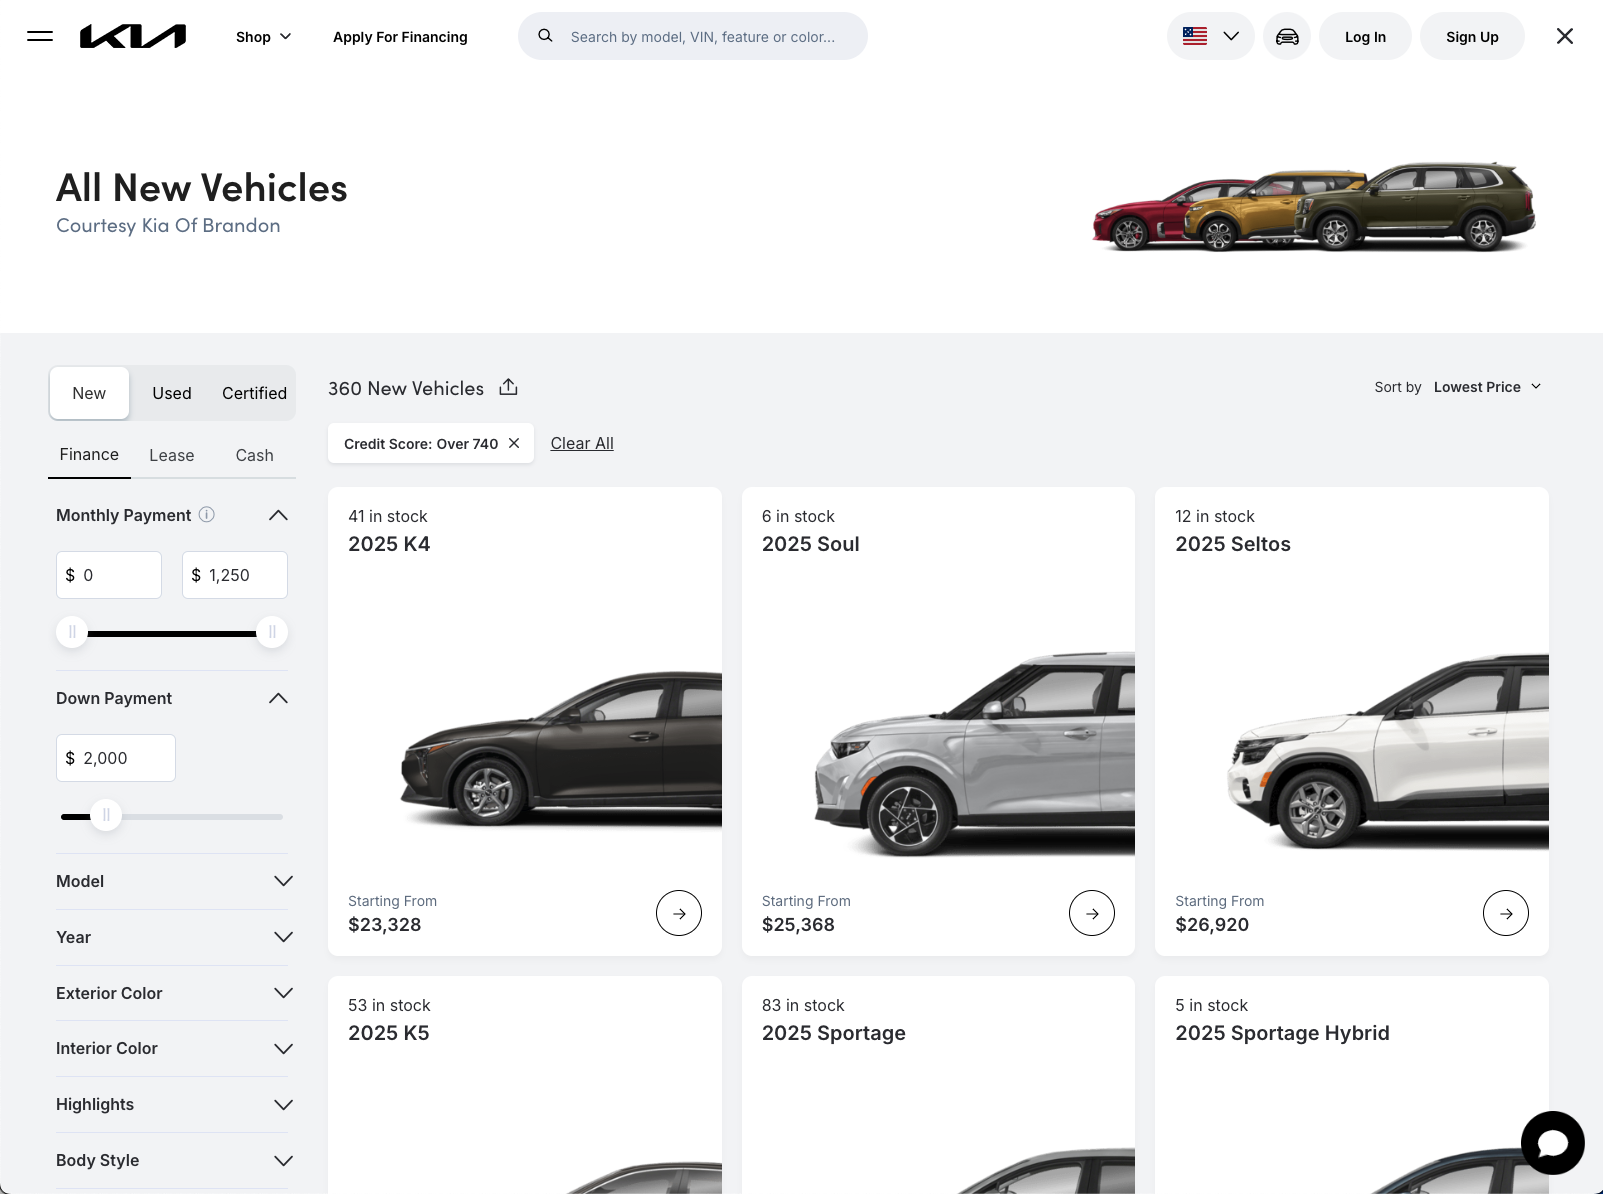 KIA
Shop
Apply For Financing
Search by model, VIN, feature or color...
Log In
Sign Up
All New Vehicles
Courtesy Kia Of Brandon
New
Used
Certified
Finance
Lease
Cash
Monthly Payment
$ 0
$ 1,250
Down Payment
$ 2,000
Model
Year
Exterior Color
Interior Color
Highlights
Body Style
360 New Vehicles
Sort by Lowest Price
Credit Score: Over 740
Clear All
41 in stock
2025 K4
Starting From
$23,328
6 in stock
2025 Soul
Starting From
$25,368
12 in stock
2025 Seltos
Starting From
$26,920
53 in stock
2025 K5
83 in stock
2025 Sportage
5 in stock
2025 Sportage Hybrid